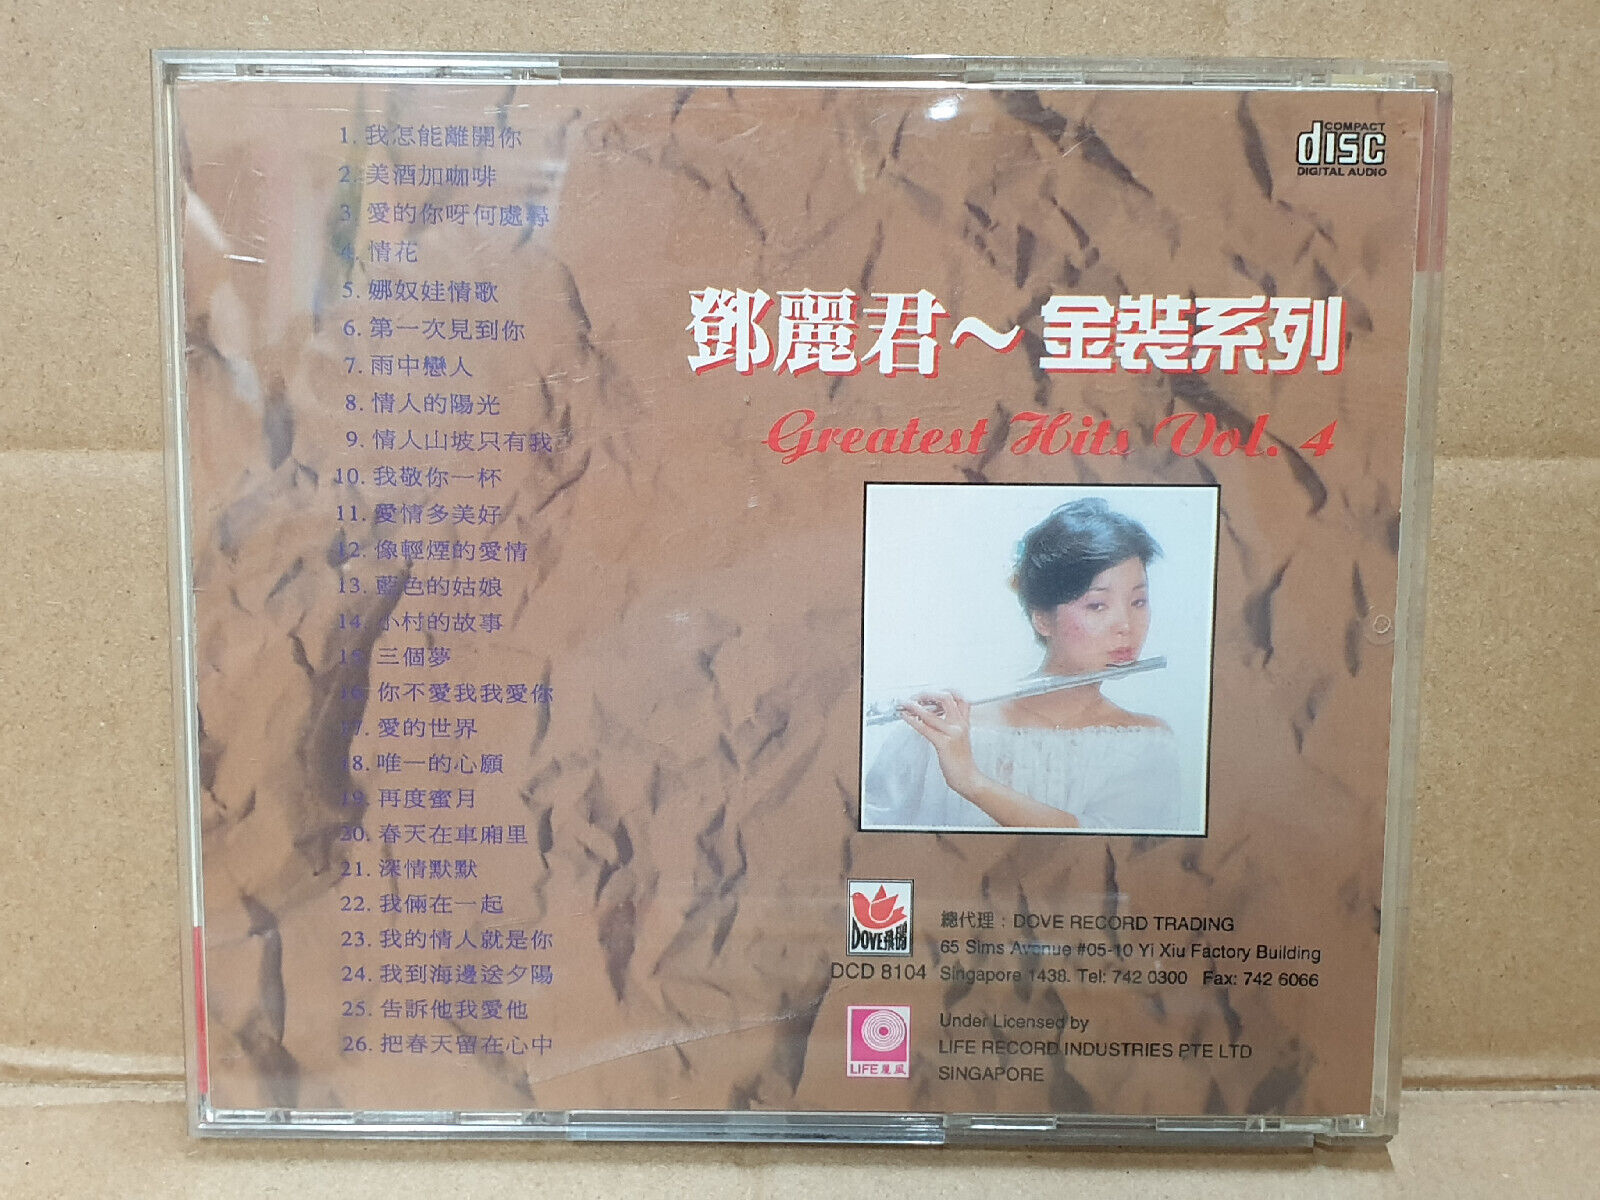 1. 我怎能離開你
2. 美酒加咖啡
3. 愛的你呀何處尋
4. 情花
5. 娜奴娃情歌
6. 第一次見到你
7. 雨中戀人
8. 情人的陽光
9. 情人山坡只有我
10. 我敬你一杯
11. 愛情多美好
12. 像輕煙的愛情
13. 藍色的姑娘
14. 小村的故事
15. 三個夢
16. 你不愛我我愛你
17. 愛的世界
18. 唯一的心願
19. 再度蜜月
20. 春天在車廂里
21. 深情默默
22. 我倆在一起
23. 我的情人就是你
24. 我到海邊送夕陽
25. 告訴他我愛他
26. 把春天留在心中
COMPACT
disc
DIGITAL AUDIO
鄧麗君～金裝系列
Greatest Hits Vol. 4
DOVE飛鴿
DCD 8104
總代理：DOVE RECORD TRADING
65 Sims Avenue #05-10 Yi Xiu Factory Building
Singapore 1438. Tel: 742 0300 Fax: 742 6066
LIFE麗風
Under Licensed by
LIFE RECORD INDUSTRIES PTE LTD
SINGAPORE